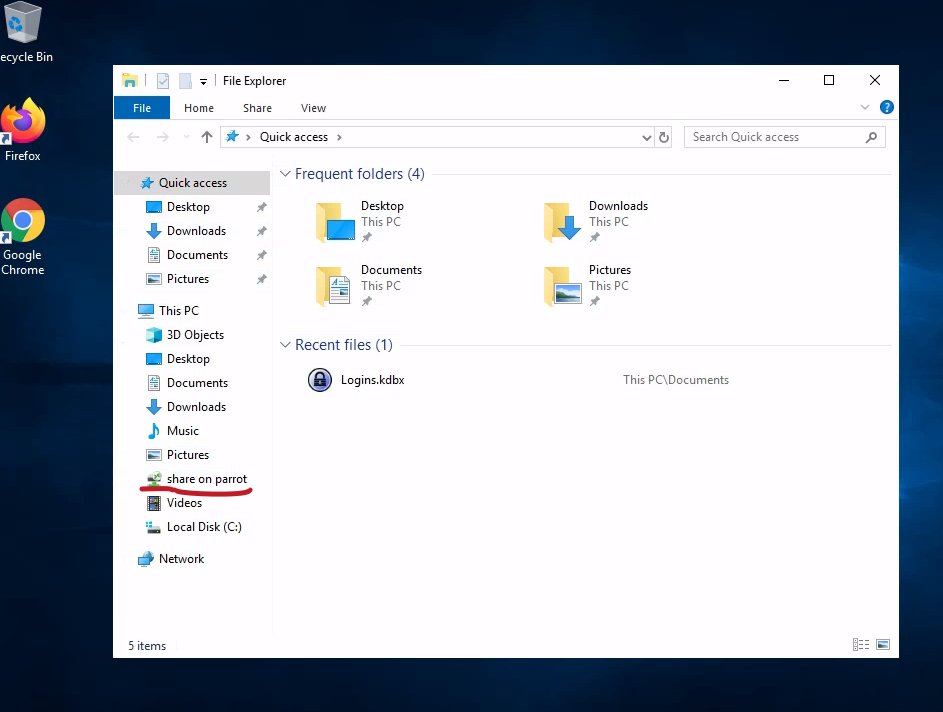 ecycle Bin
Firefox
Google
Chrome
File Explorer
File Home Share View
Quick access
Search Quick access
Quick access
Desktop
Downloads
Documents
Pictures
This PC
3D Objects
Desktop
Documents
Downloads
Music
Pictures
share on parrot
Videos
Local Disk (C:)
Network
Frequent folders (4)
Desktop
This PC
Downloads
This PC
Documents
This PC
Pictures
This PC
Recent files (1)
Logins.kdbx This PC\Documents
5 items